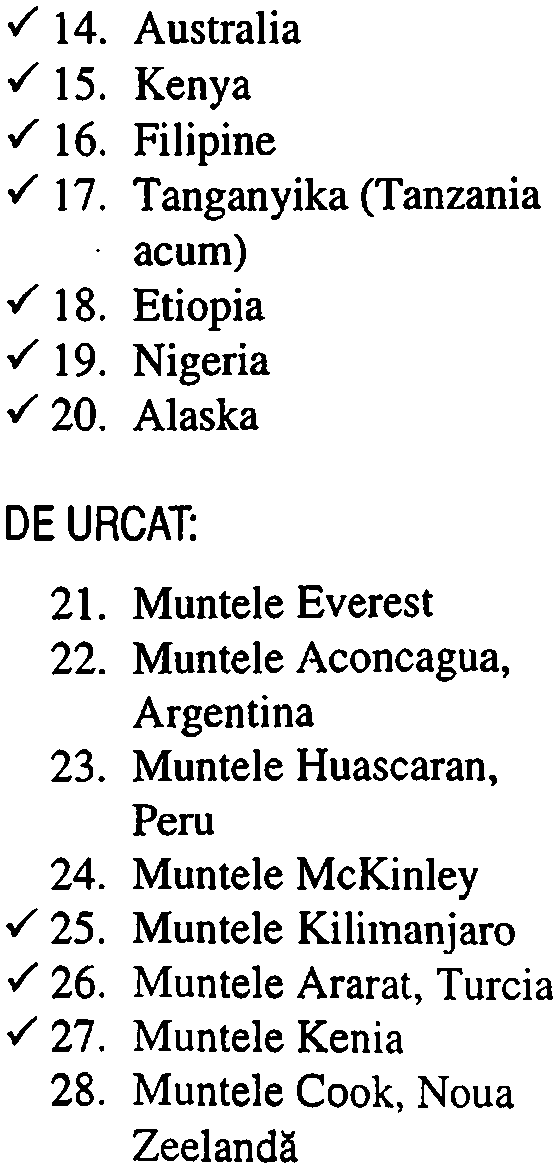 ✓ 14. Australia
✓ 15. Kenya
✓ 16. Filipine
✓ 17. Tanganyika (Tanzania
acum)
✓ 18. Etiopia
✓ 19. Nigeria
✓ 20. Alaska
DE URCAT:
21. Muntele Everest
22. Muntele Aconcagua,
Argentina
23. Muntele Huascaran,
Peru
24. Muntele McKinley
✓ 25. Muntele Kilimanjaro
✓ 26. Muntele Ararat, Turcia
✓ 27. Muntele Kenia
28. Muntele Cook, Noua
Zeelandă